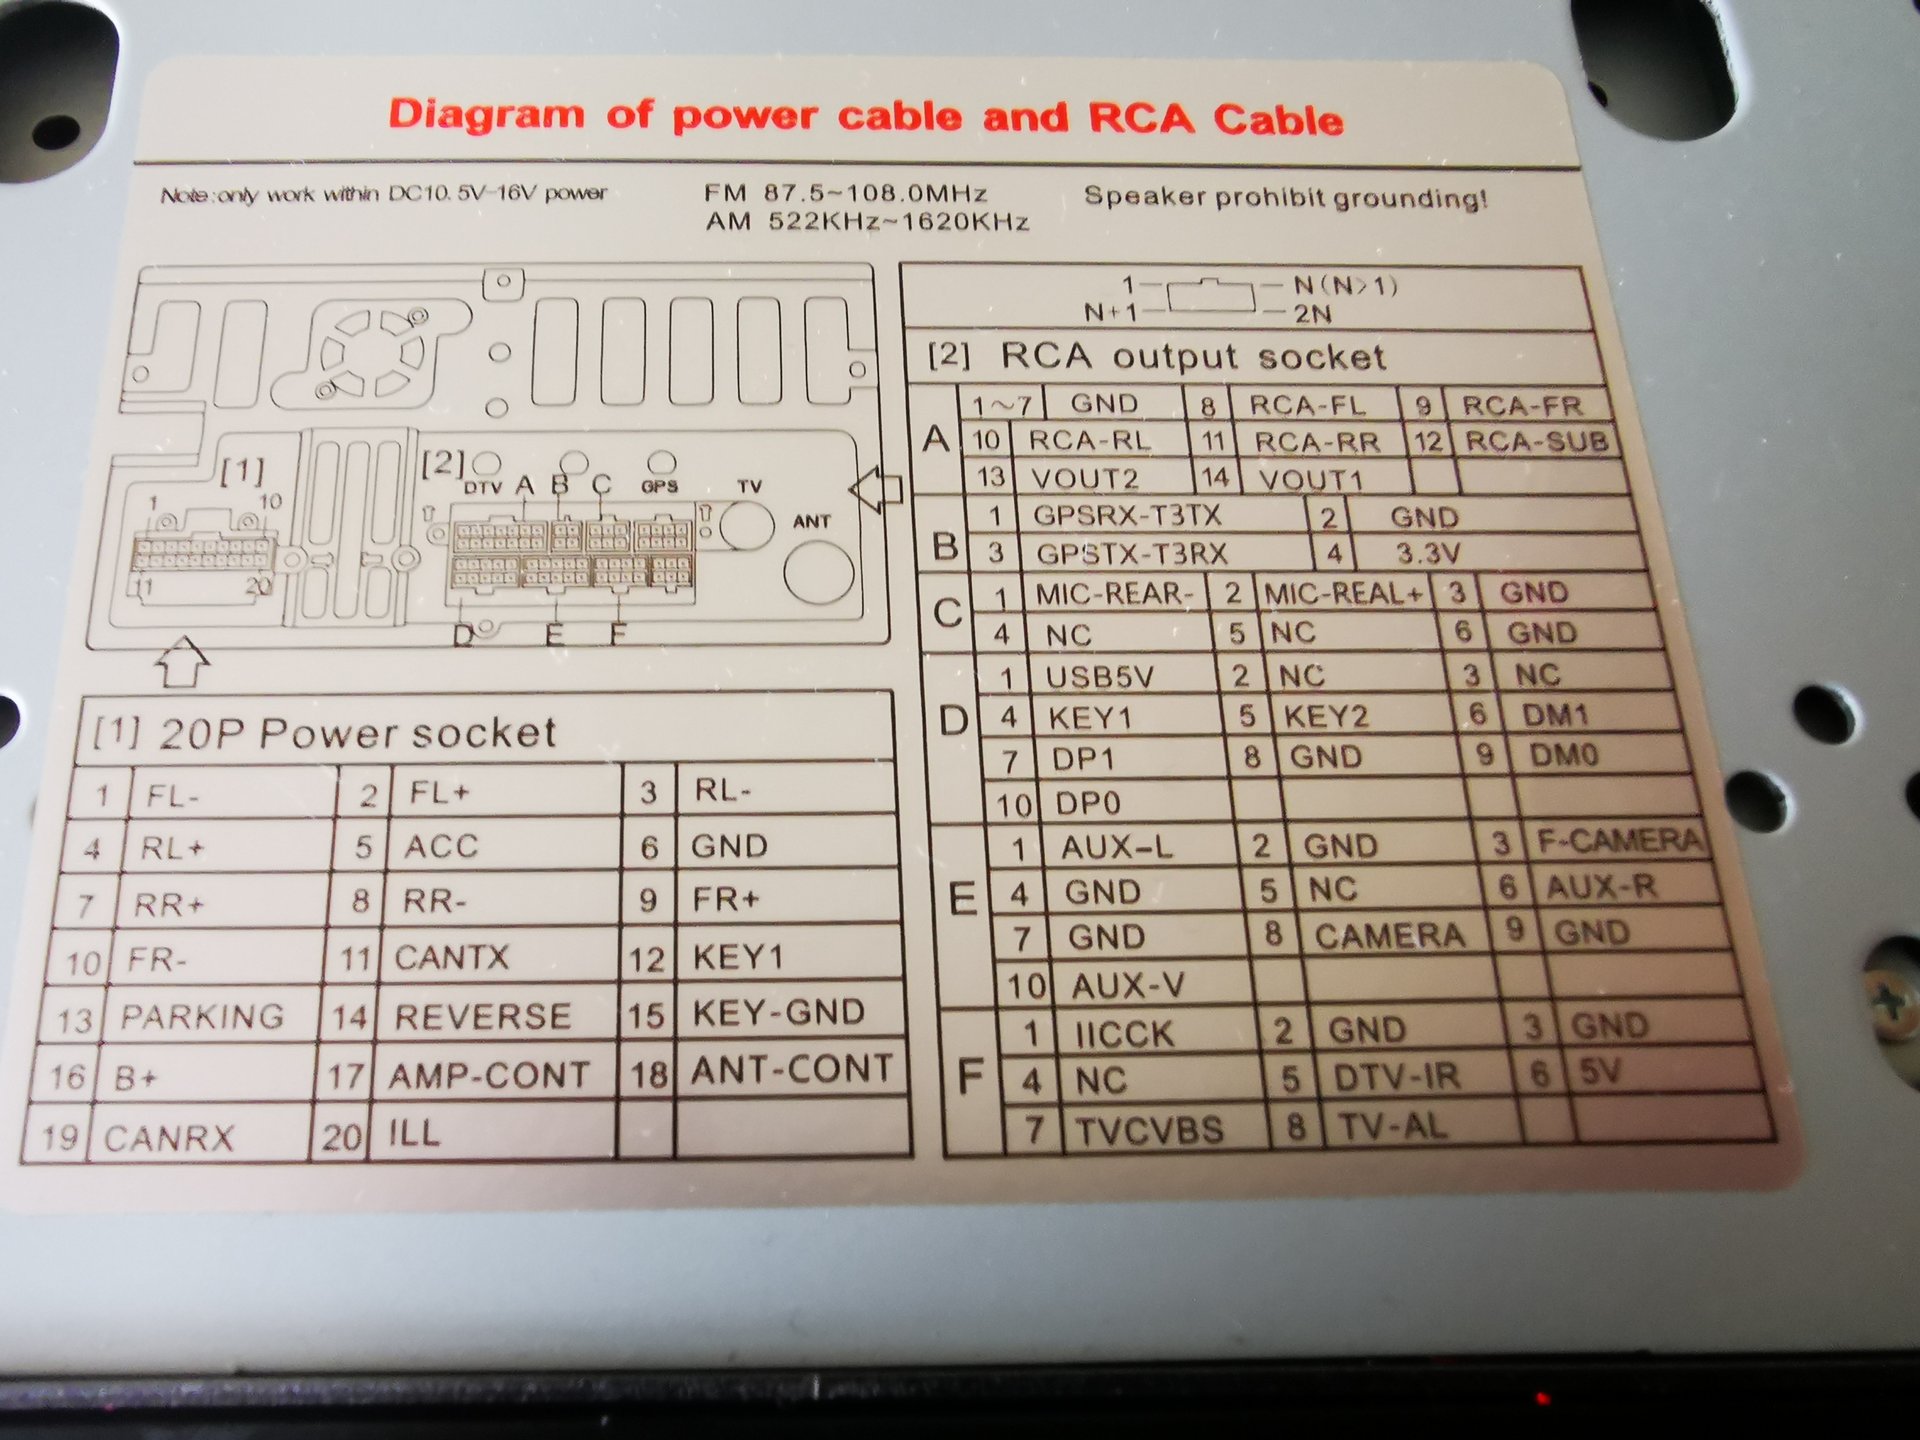 Diagram of power cable and RCA Cable
Note:only work within DC10.5V-16V power
FM 87.5~108.0MHz
AM 522KHz~1620KHz
Speaker prohibit grounding!
[1]
1 10
11 20
[2]
DTV A B C GPS TV
ANT
D E F
[1] 20P Power socket
1 FL- 2 FL+ 3 RL-
4 RL+ 5 ACC 6 GND
7 RR+ 8 RR- 9 FR+
10 FR- 11 CANTX 12 KEY1
13 PARKING 14 REVERSE 15 KEY-GND
16 B+ 17 AMP-CONT 18 ANT-CONT
19 CANRX 20 ILL
1 N(N>1)
N+1 2N
[2] RCA output socket
A
1~7 GND 8 RCA-FL 9 RCA-FR
10 RCA-RL 11 RCA-RR 12 RCA-SUB
13 VOUT2 14 VOUT1
B
1 GPSRX-T3TX 2 GND
3 GPSTX-T3RX 4 3.3V
C
1 MIC-REAR- 2 MIC-REAL+ 3 GND
4 NC 5 NC 6 GND
D
1 USB5V 2 NC 3 NC
4 KEY1 5 KEY2 6 DM1
7 DP1 8 GND 9 DM0
10 DP0
E
1 AUX-L 2 GND 3 F-CAMERA
4 GND 5 NC 6 AUX-R
7 GND 8 CAMERA 9 GND
10 AUX-V
F
1 IICCK 2 GND 3 GND
4 NC 5 DTV-IR 6 5V
7 TVCVBS 8 TV-AL